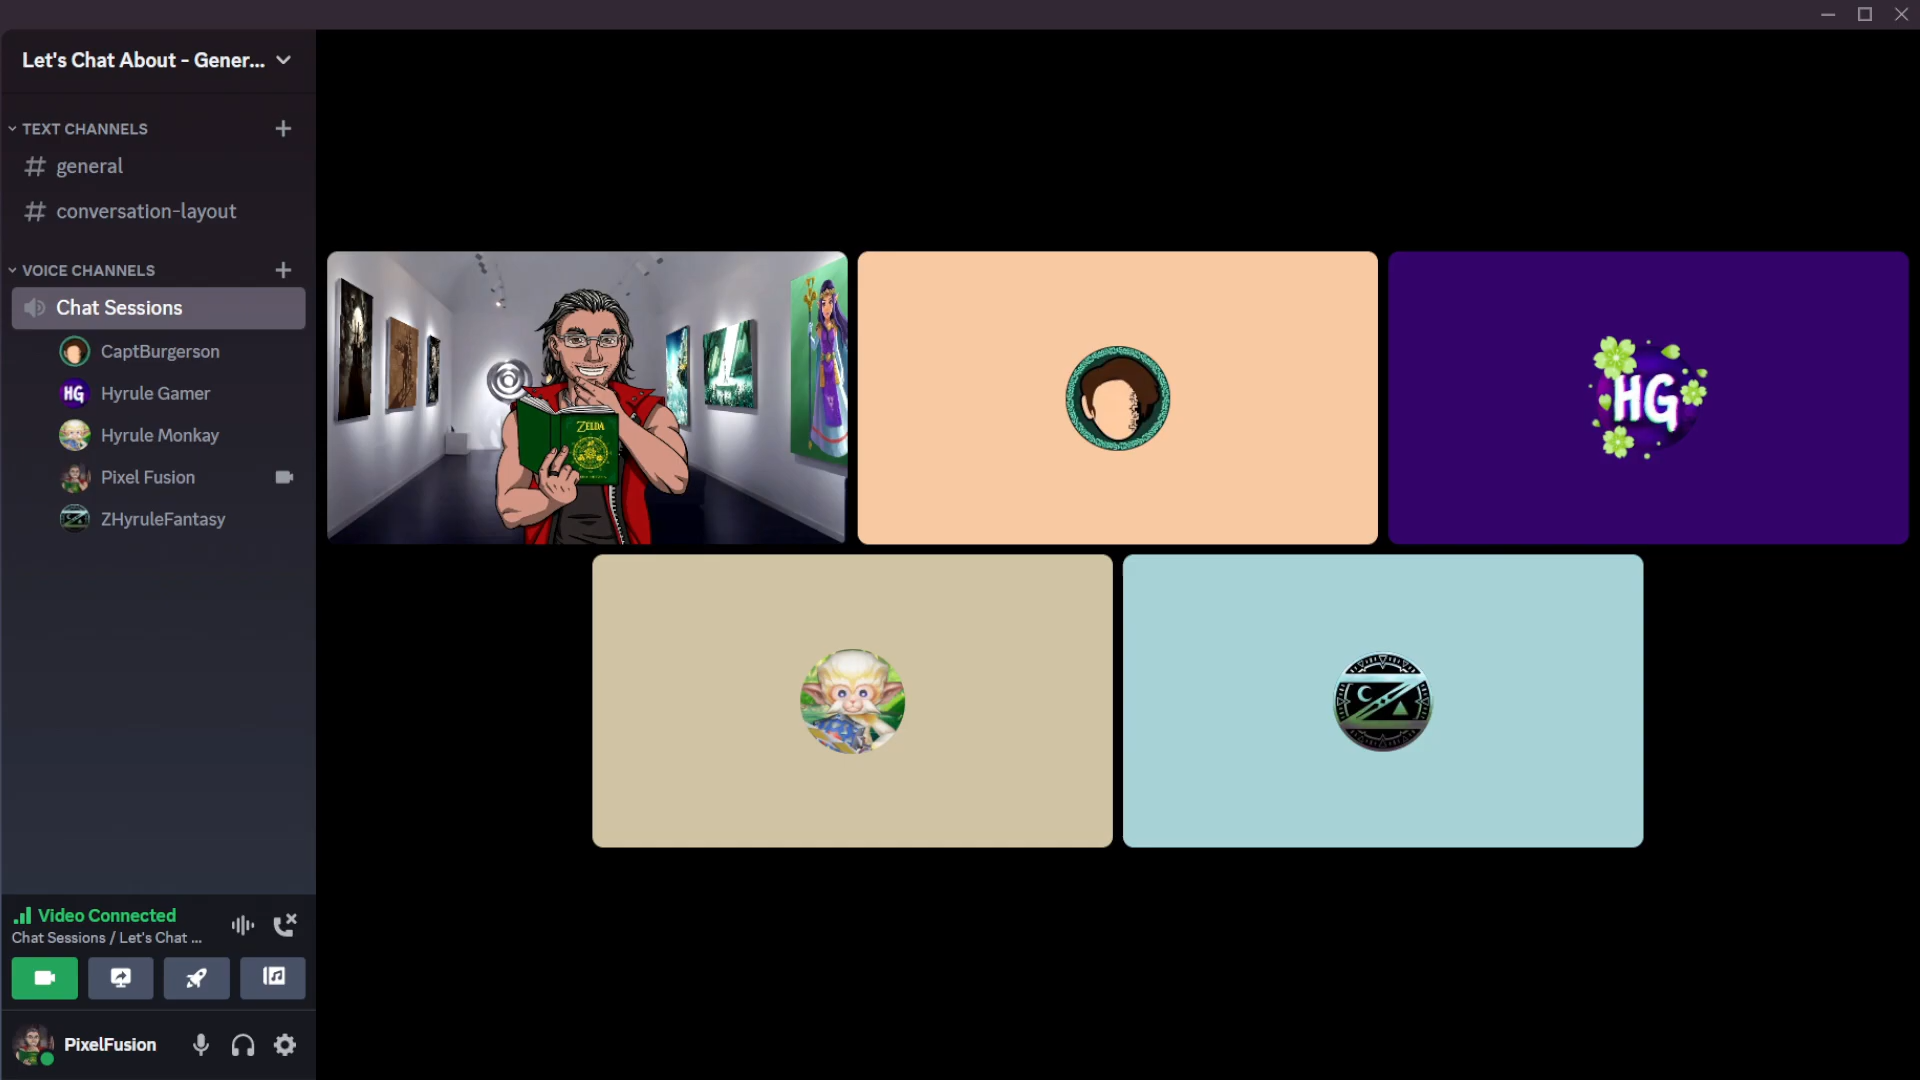 Let's Chat About - Gener...
TEXT CHANNELS
# general
# conversation-layout
VOICE CHANNELS
Chat Sessions
CaptBurgerson
HG
Hyrule Gamer
Hyrule Monkay
Pixel Fusion
ZHyruleFantasy
ZELDA
HG
Video Connected
Chat Sessions / Let's Chat ...
PixelFusion